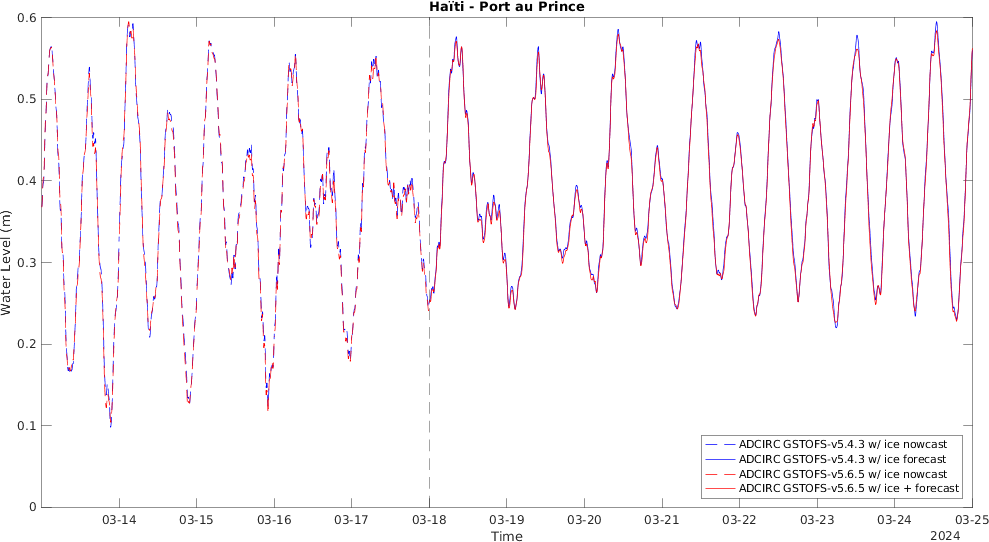 Haïti - Port au Prince
Water Level (m)
0.6
0.5
0.4
0.3
0.2
0.1
0
03-14 03-15 03-16 03-17 03-18 03-19 03-20 03-21 03-22 03-23 03-24 03-25
Time
2024
ADCIRC GSTOFS-v5.4.3 w/ ice nowcast
ADCIRC GSTOFS-v5.4.3 w/ ice forecast
ADCIRC GSTOFS-v5.6.5 w/ ice nowcast
ADCIRC GSTOFS-v5.6.5 w/ ice + forecast